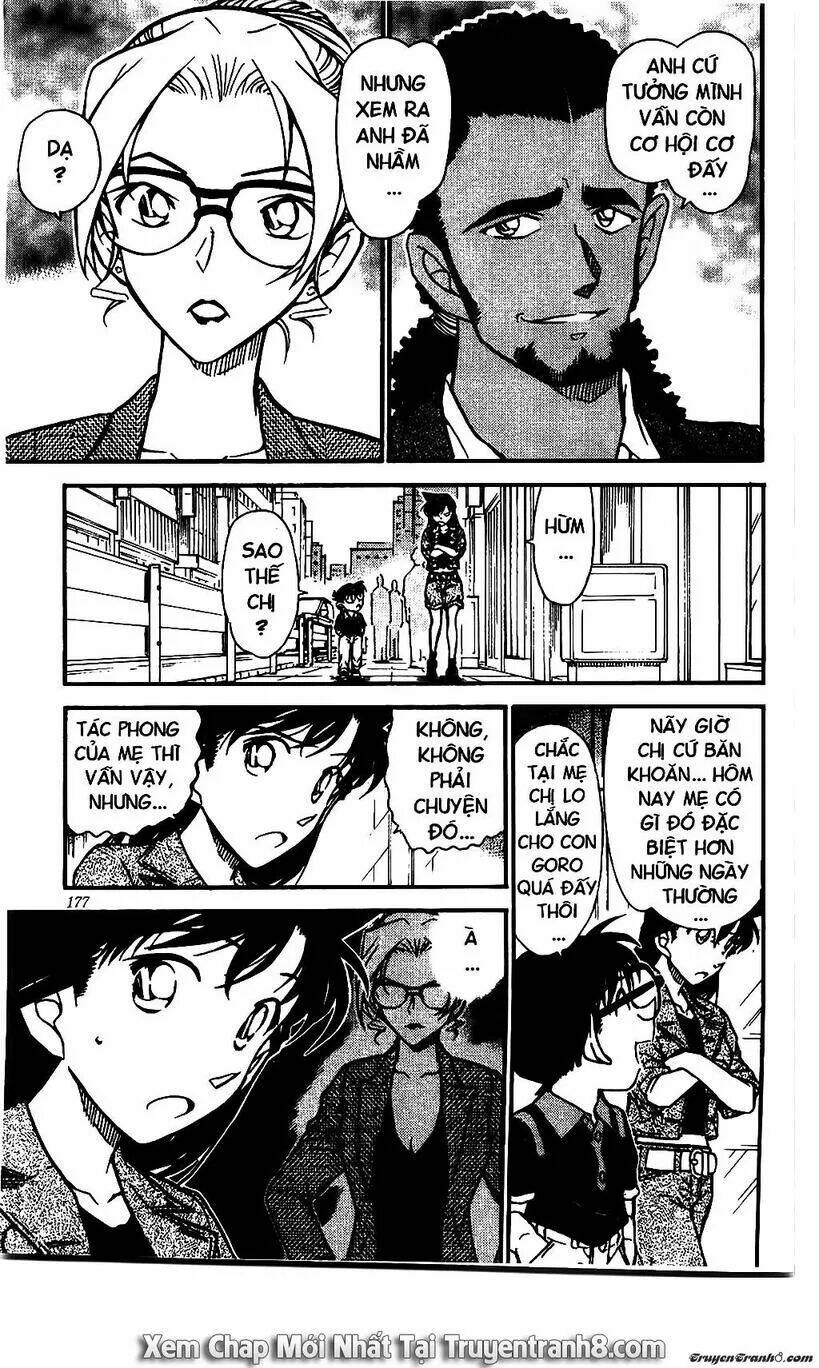 ANH CỨ
TƯỞNG MÌNH
VẪN CÒN
CƠ HỘI CƠ
ĐẤY
...
NHƯNG
XEM RA
ANH ĐÃ
NHẦM
...
DẠ
?
HỪM
...
SAO
THẾ
CHỊ
?
NÃY GIỜ
CHỊ CỨ BĂN
KHOĂN... HÔM
NAY MẸ CÓ
GÌ ĐÓ ĐẶC
BIỆT HƠN
NHỮNG NGÀY
THƯỜNG
...
CHẮC
TẠI MẸ
CHỊ LO
LẮNG
CHO CON
GORO
QUÁ ĐẤY
THÔI
...
KHÔNG,
KHÔNG
PHẢI
CHUYỆN
ĐÓ...
TÁC PHONG
CỦA MẸ THÌ
VẪN VẬY,
NHƯNG...
177
À
...
Xem Chap Mới Nhất Tại Truyentranh8.com
TruyenTranh8.com